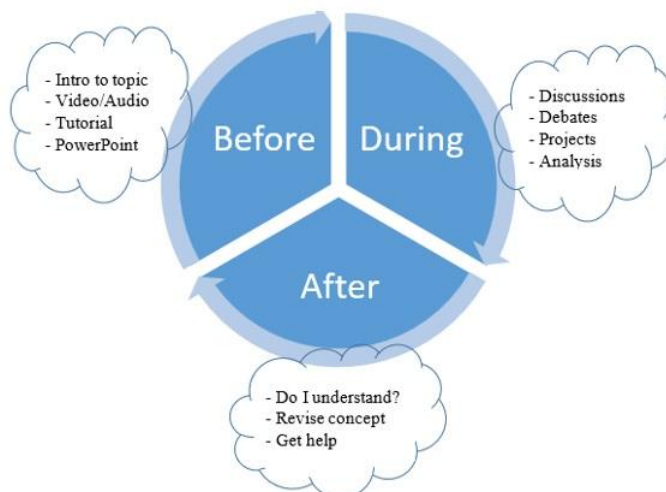 - Intro to topic
- Video/Audio
- Tutorial
- PowerPoint
Before
During
- Discussions
- Debates
- Projects
- Analysis
After
- Do I understand?
- Revise concept
- Get help